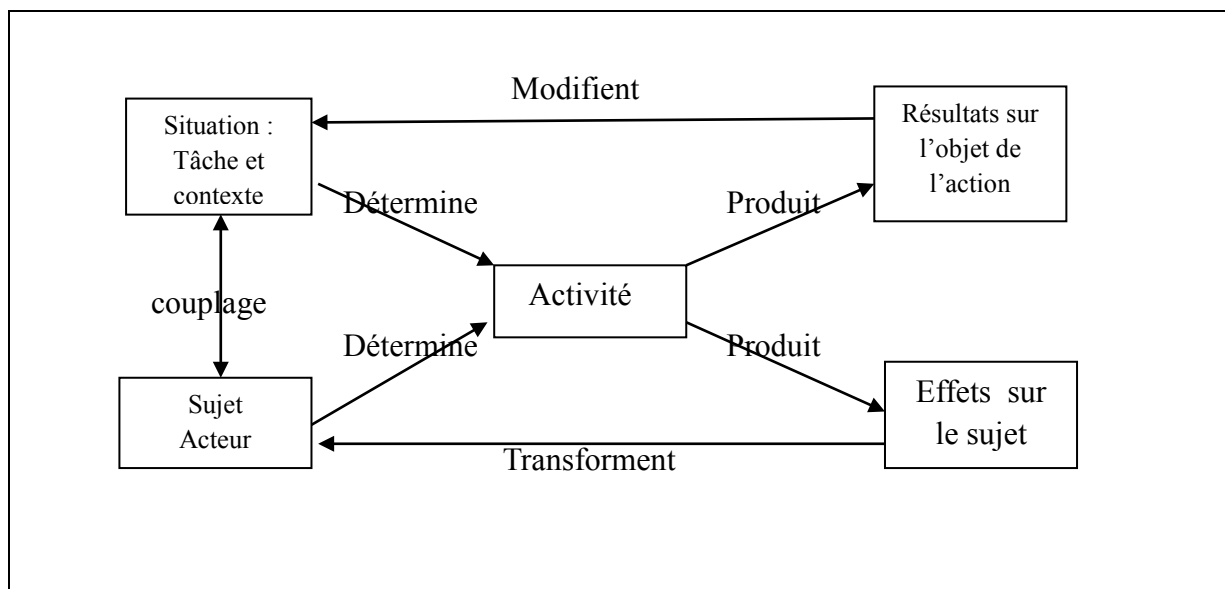 Modifient
Situation :
Tâche et
contexte
Résultats sur
l’objet de
l’action
Détermine
Produit
couplage
Activité
Détermine
Produit
Sujet
Acteur
Effets sur
le sujet
Transforment